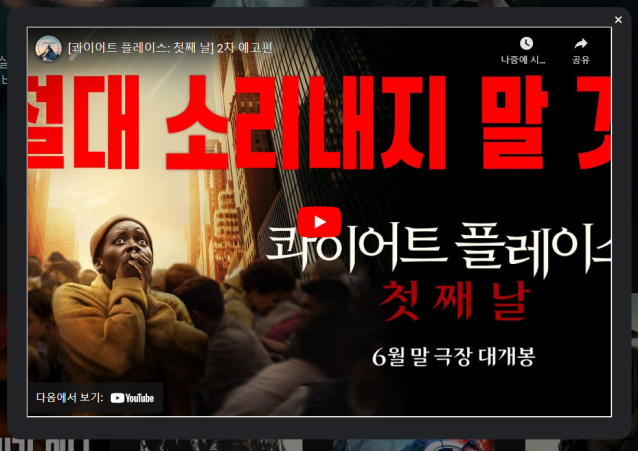 [콰이어트 플레이스: 첫째 날] 2차 예고편
나중에 시...
공유
절대 소리내지 말
콰이어트 플레이스
첫째 날
6월 말 극장 대개봉
다음에서 보기: YouTube